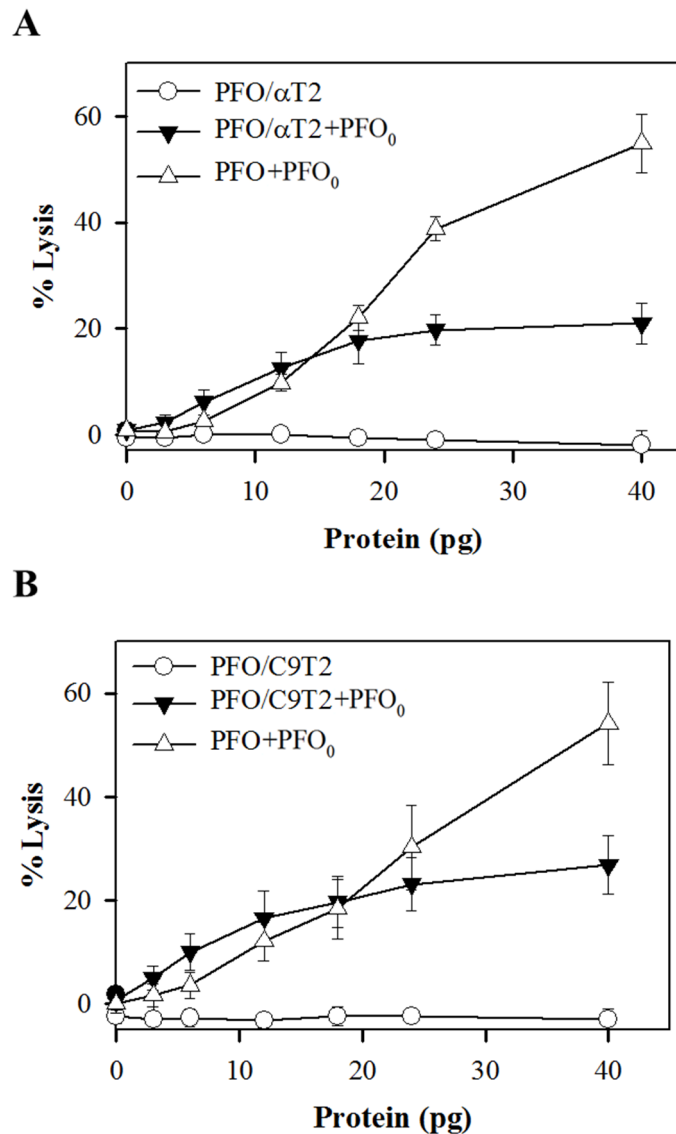 A
PFO/αT2
PFO/αT2+PFO₀
PFO+PFO₀
60
40
20
0
% Lysis
0 10 20 30 40
Protein (pg)
B
PFO/C9T2
PFO/C9T2+PFO₀
PFO+PFO₀
60
40
20
0
% Lysis
0 10 20 30 40
Protein (pg)